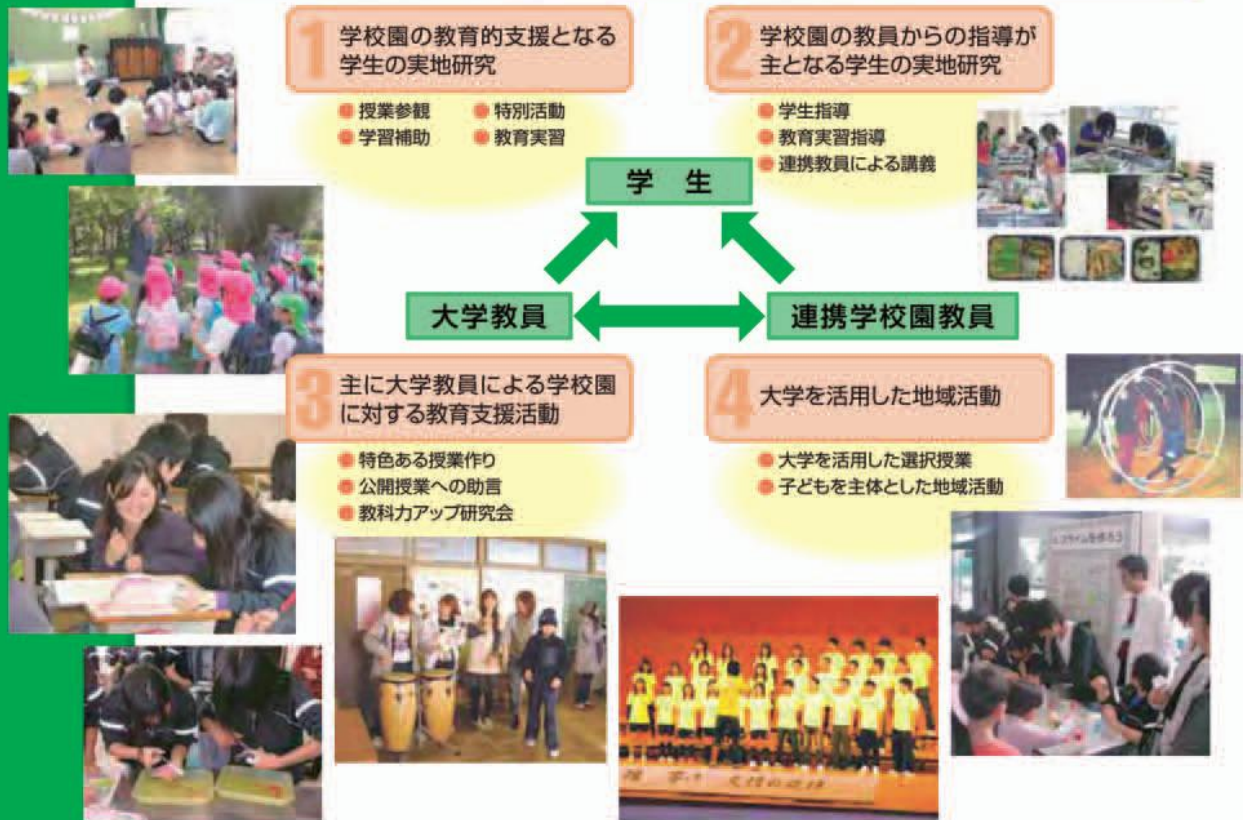 1
学校園の教育的支援となる
学生の実地研究
授業参観
特別活動
学習補助
教育実習
2
学校園の教員からの指導が
主となる学生の実地研究
学生指導
教育実習指導
連携教員による講義
学 生
大学教員
連携学校園教員
3
主に大学教員による学校園
に対する教育支援活動
特色ある授業作り
公開授業への助言
教科力アップ研究会
4
大学を活用した地域活動
大学を活用した選択授業
子どもを主体とした地域活動
スライムを作ろう